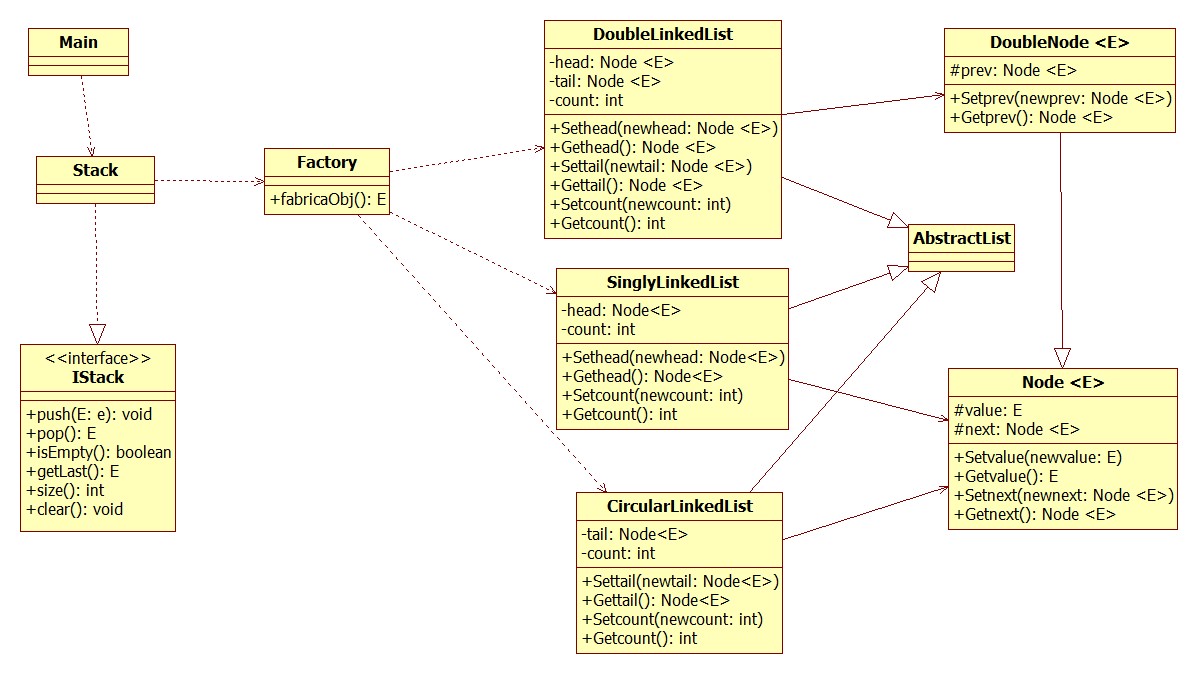 Main
Stack
<<interface>>
IStack
+push(E: e): void
+pop(): E
+isEmpty(): boolean
+getLast(): E
+size(): int
+clear(): void
Factory
+fabricaObj(): E
DoubleLinkedList
-head: Node <E>
-tail: Node <E>
-count: int
+Sethead(newhead: Node <E>)
+Gethead(): Node <E>
+Settail(newtail: Node <E>)
+Gettail(): Node <E>
+Setcount(newcount: int)
+Getcount(): int
SinglyLinkedList
-head: Node<E>
-count: int
+Sethead(newhead: Node<E>)
+Gethead(): Node<E>
+Setcount(newcount: int)
+Getcount(): int
CircularLinkedList
-tail: Node<E>
-count: int
+Settail(newtail: Node<E>)
+Gettail(): Node<E>
+Setcount(newcount: int)
+Getcount(): int
DoubleNode <E>
#prev: Node <E>
+Setprev(newprev: Node <E>)
+Getprev(): Node <E>
AbstractList
Node <E>
#value: E
#next: Node <E>
+Setvalue(newvalue: E)
+Getvalue(): E
+Setnext(newnext: Node <E>)
+Getnext(): Node <E>